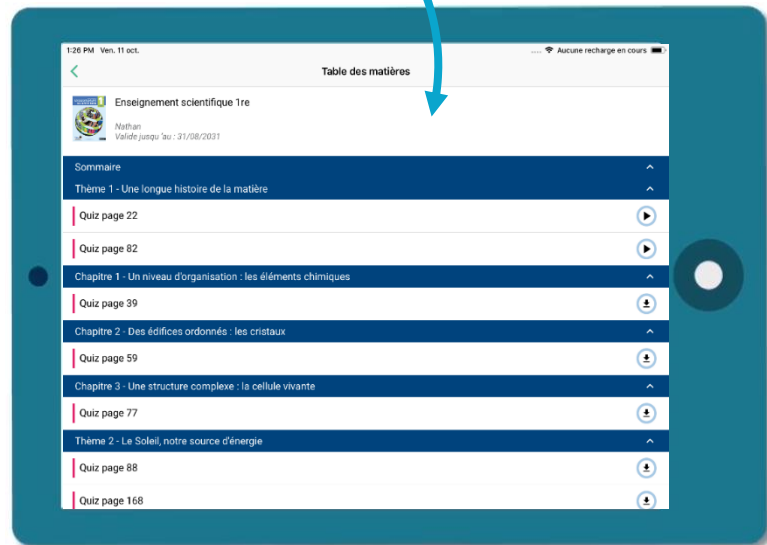 1:26 PM Ven. 11 oct.
.... Aucune recharge en cours
Table des matières
Enseignement scientifique 1re
Nathan
Valide jusqu 'au : 31/08/2031
Sommaire
Thème 1 - Une longue histoire de la matière
Quiz page 22
Quiz page 82
Chapitre 1 - Un niveau d'organisation : les éléments chimiques
Quiz page 39
Chapitre 2 - Des édifices ordonnés : les cristaux
Quiz page 59
Chapitre 3 - Une structure complexe : la cellule vivante
Quiz page 77
Thème 2 - Le Soleil, notre source d'énergie
Quiz page 88
Quiz page 168